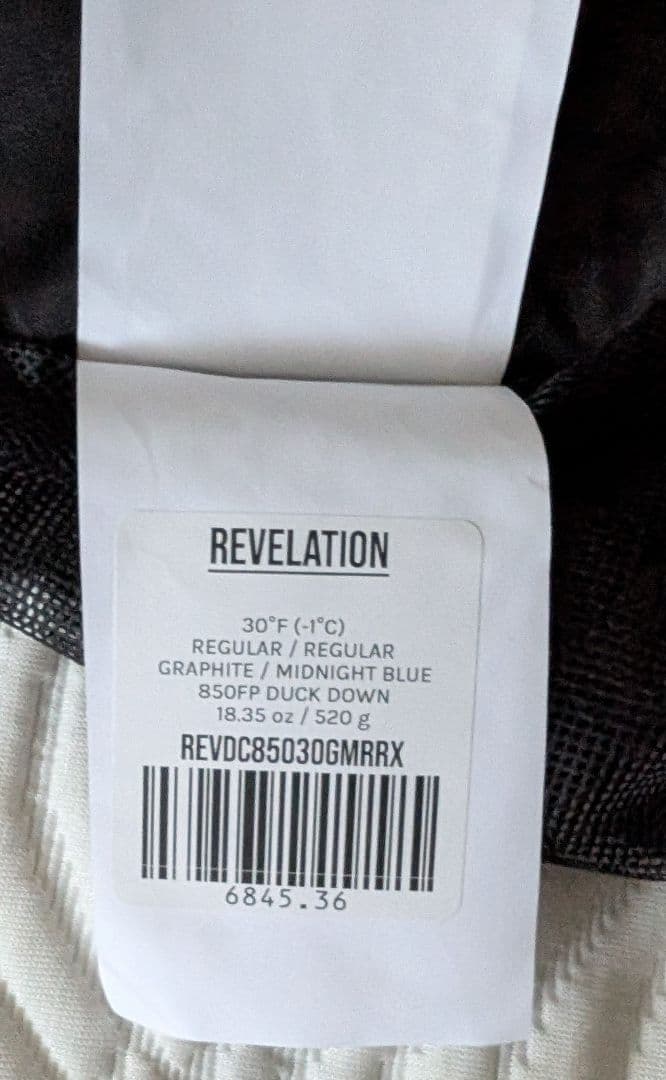 REVELATION
30°F (-1°C)
REGULAR / REGULAR
GRAPHITE / MIDNIGHT BLUE
850FP DUCK DOWN
18.35 oz / 520 g
REVDC85030GMRRX
6845.36